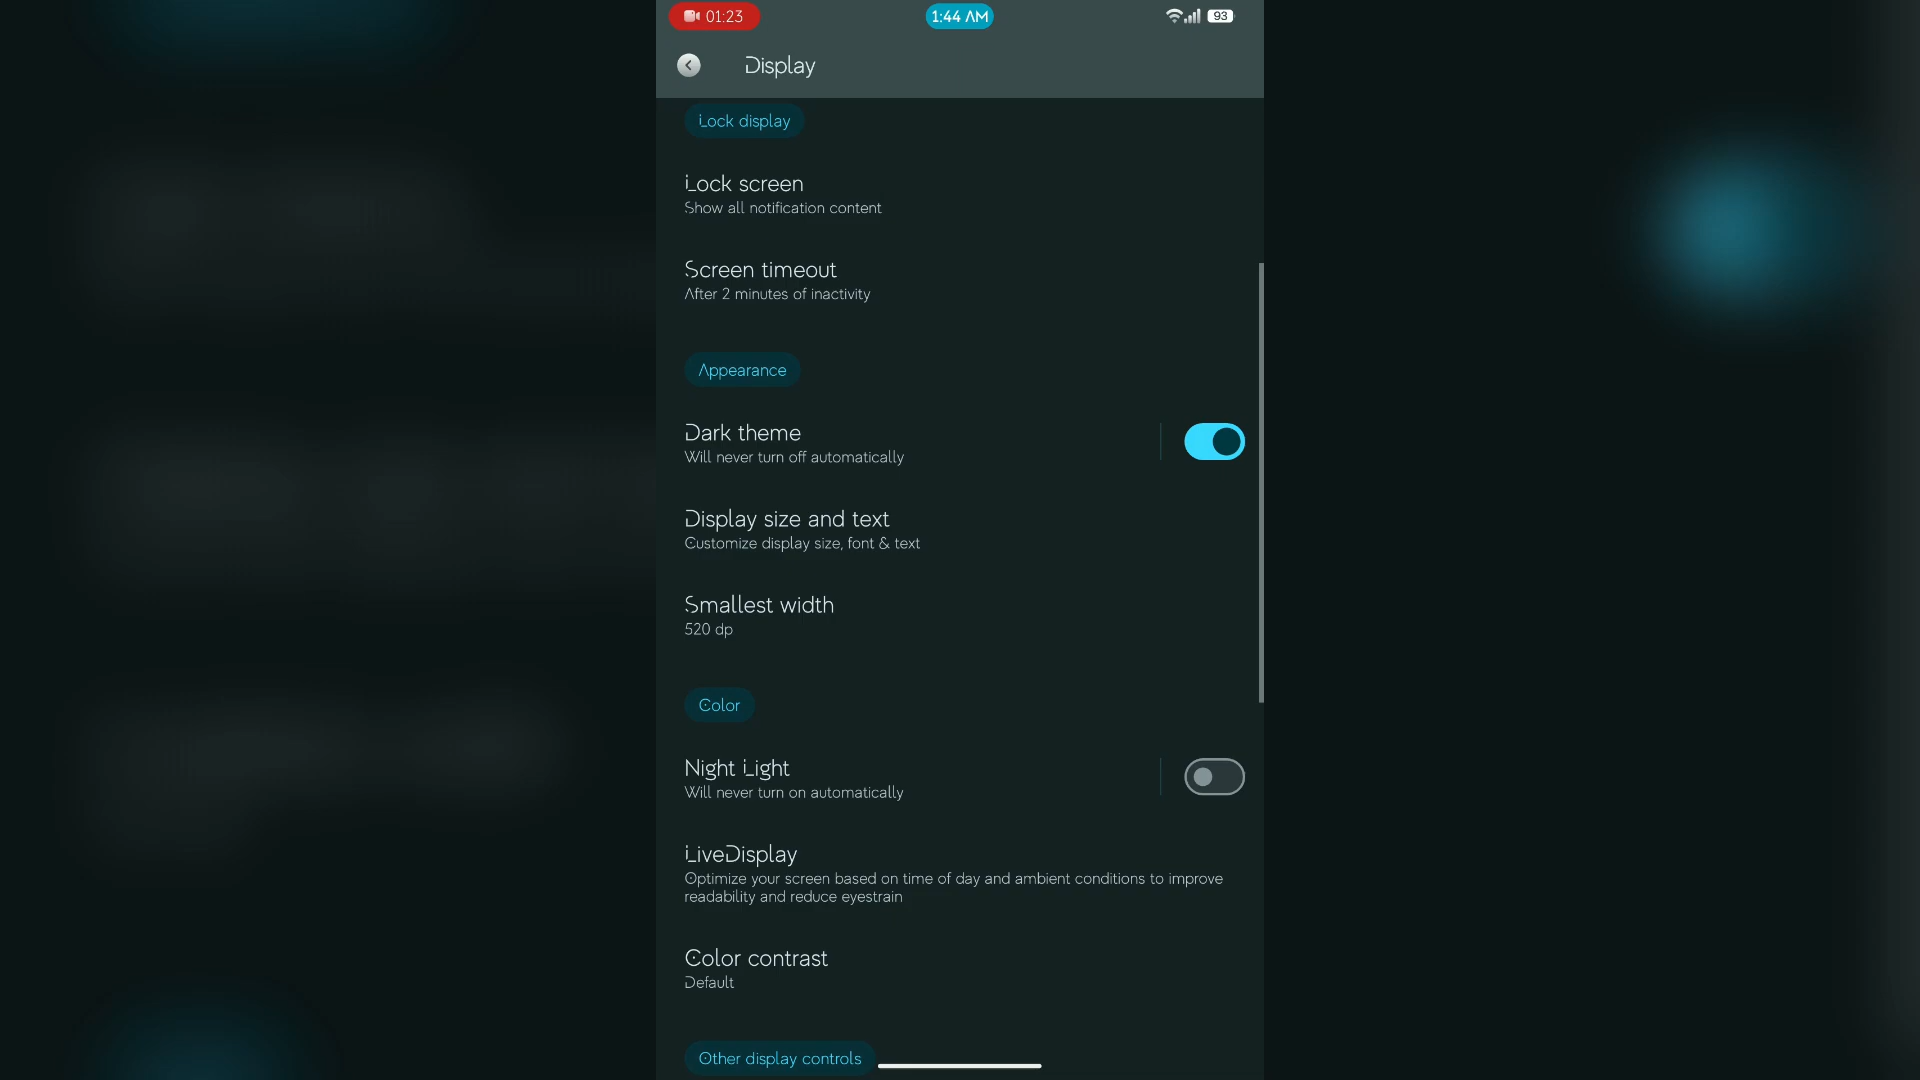 01:23
1:44 AM
93
Display
Lock display
Lock screen
Show all notification content
Screen timeout
After 2 minutes of inactivity
Appearance
Dark theme
Will never turn off automatically
Display size and text
Customize display size, font & text
Smallest width
520 dp
Color
Night Light
Will never turn on automatically
LiveDisplay
Optimize your screen based on time of day and ambient conditions to improve
readability and reduce eyestrain
Color contrast
Default
Other display controls